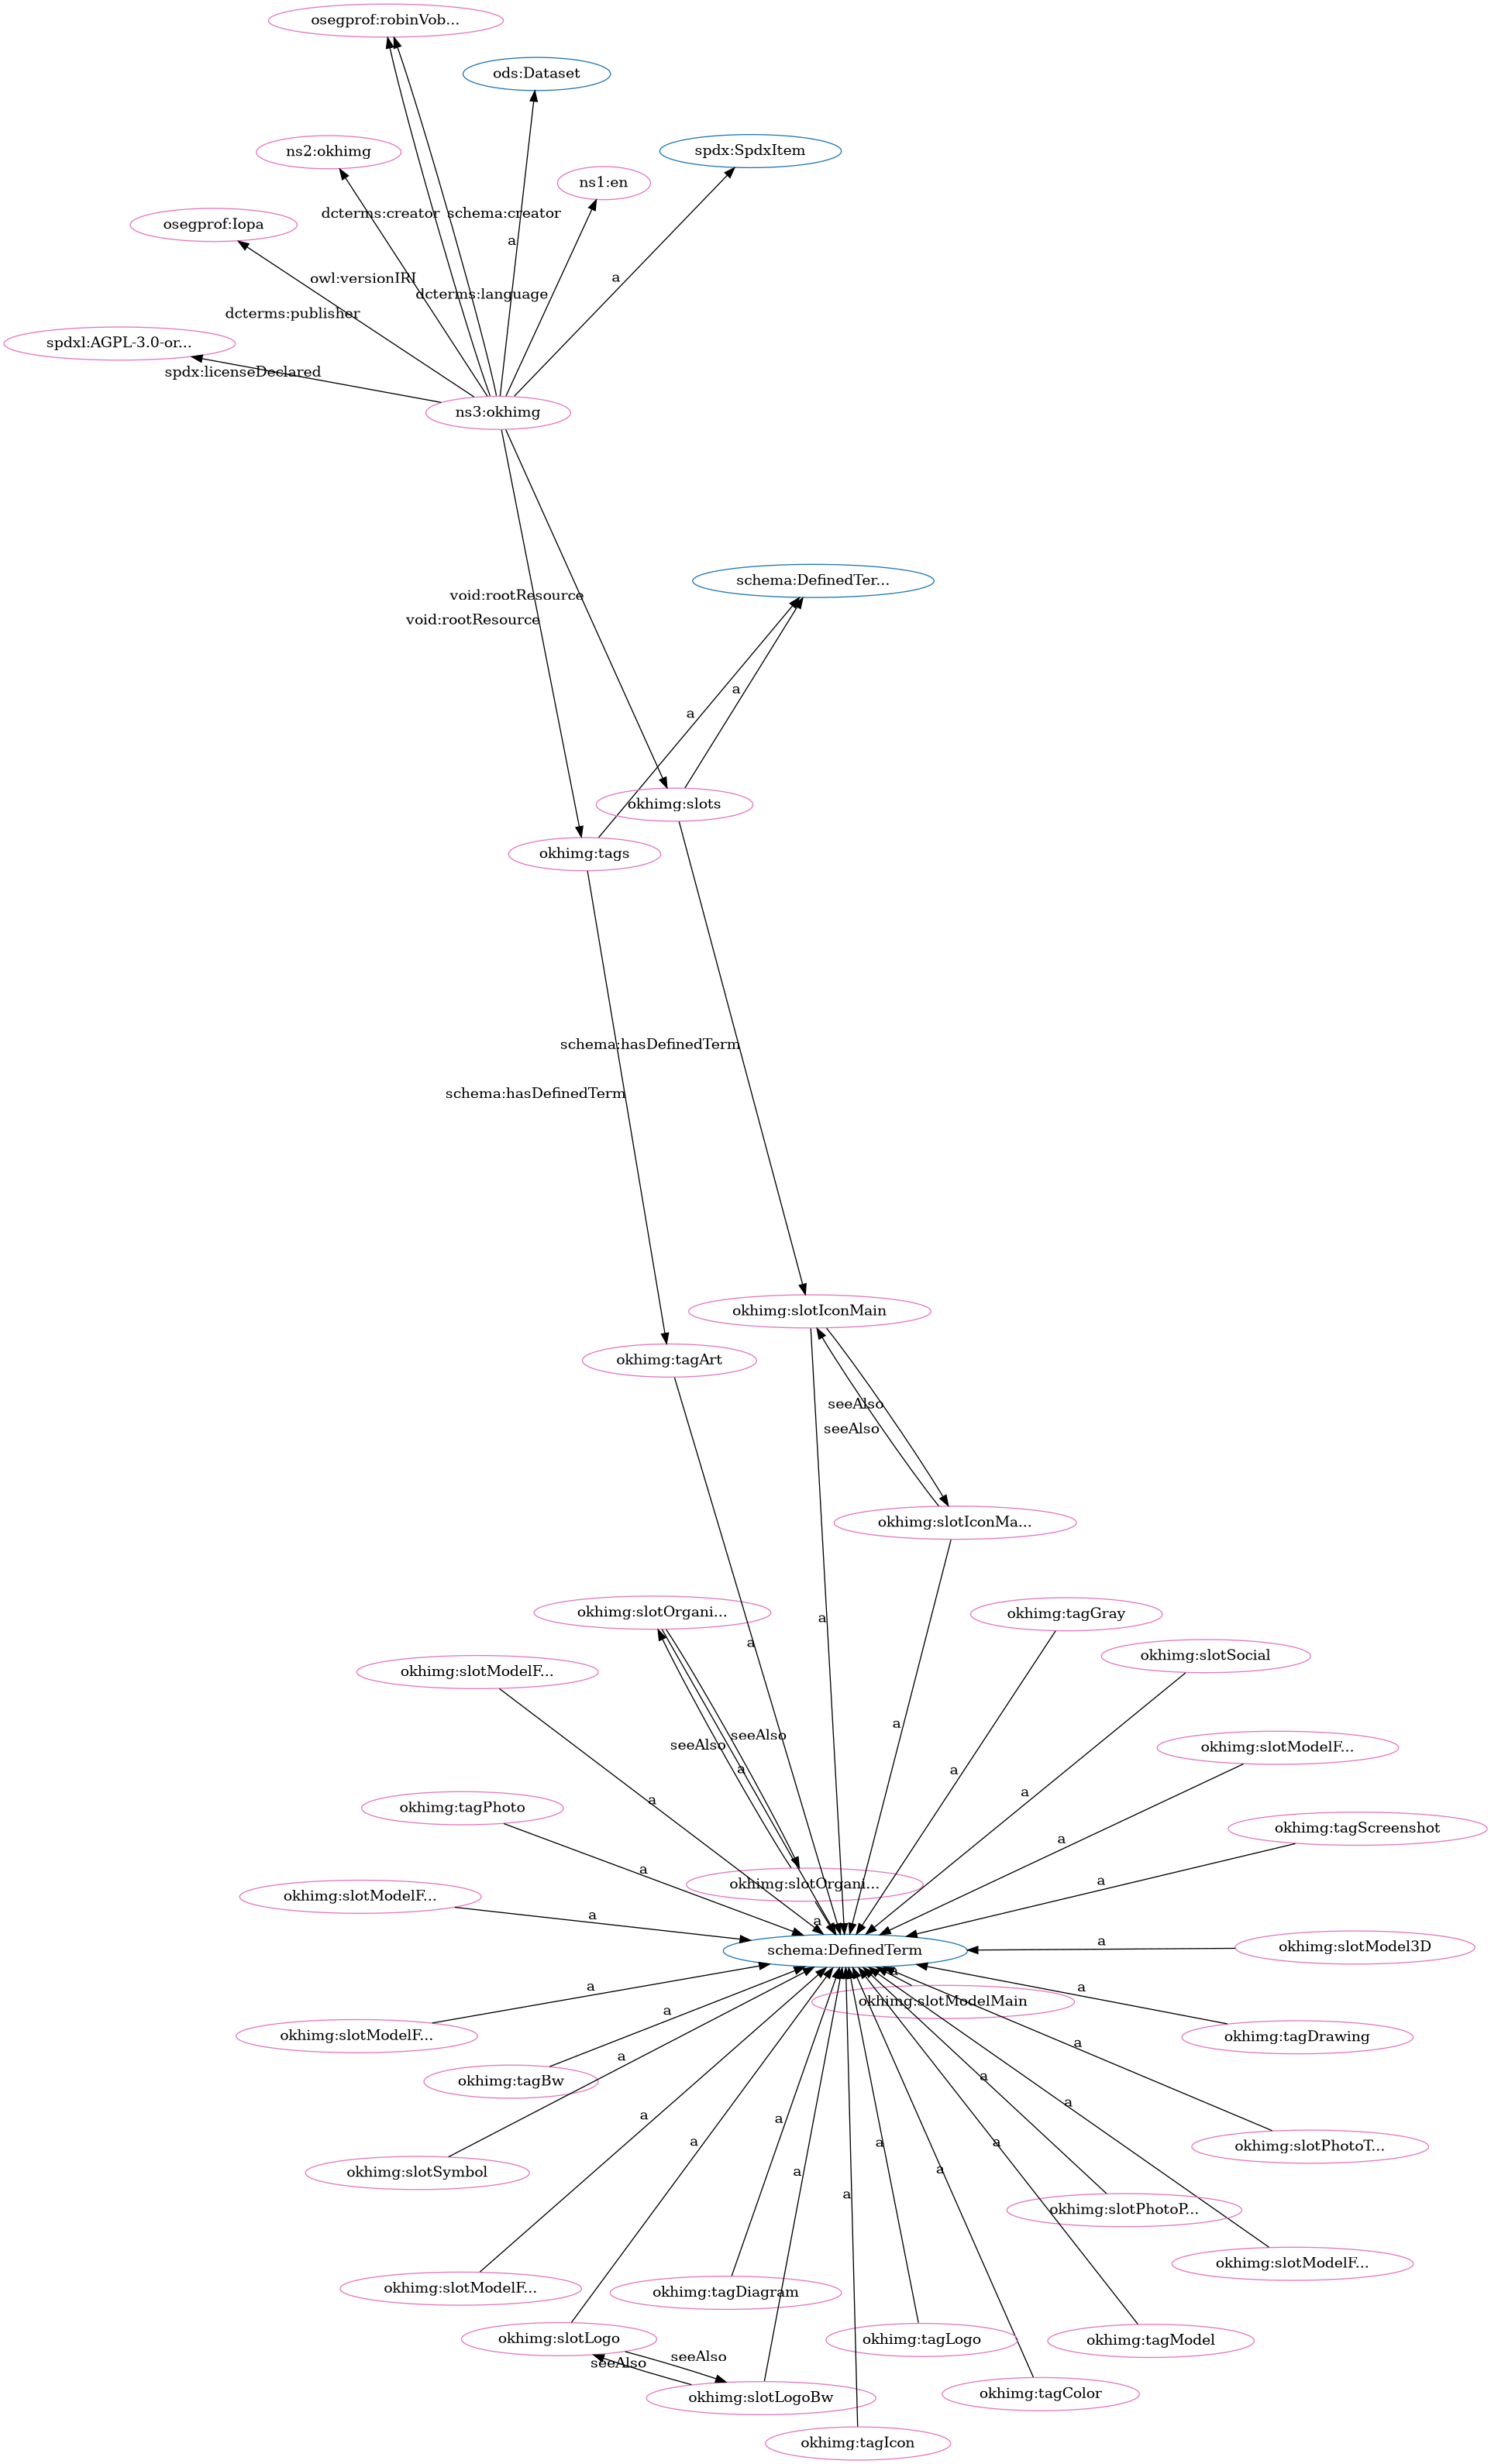 osegprof:robinVob...
ods:Dataset
spdx:SpdxItem
ns2:okhimg
ns1:en
osegprof:Iopa
dcterms:creator
schema:creator
a
a
owl:versionIRI
dcterms:language
dcterms:publisher
spdxl:AGPL-3.0-or...
spdx:licenseDeclared
ns3:okhimg
schema:DefinedTer...
void:rootResource
void:rootResource
a
a
okhimg:slots
okhimg:tags
schema:hasDefinedTerm
schema:hasDefinedTerm
okhimg:slotIconMain
okhimg:tagArt
seeAlso
seeAlso
okhimg:slotIconMa...
okhimg:slotOrgani...
okhimg:tagGray
a
a
okhimg:slotSocial
okhimg:slotModelF...
a
seeAlso
seeAlso
okhimg:slotModelF...
a
a
a
a
okhimg:tagPhoto
okhimg:tagScreenshot
a
a
a
okhimg:slotOrgani...
okhimg:slotModelF...
a
a
a
okhimg:slotModel3D
schema:DefinedTerm
a
a
a
okhimg:slotModelMain
okhimg:slotModelF...
a
okhimg:tagDrawing
a
a
a
okhimg:tagBw
a
a
a
a
a
okhimg:slotPhotoT...
a
a
okhimg:slotSymbol
a
a
okhimg:slotPhotoP...
okhimg:slotModelF...
okhimg:slotModelF...
okhimg:tagDiagram
okhimg:slotLogo
okhimg:tagLogo
okhimg:tagModel
seeAlso
seeAlso
okhimg:tagColor
okhimg:slotLogoBw
okhimg:tagIcon